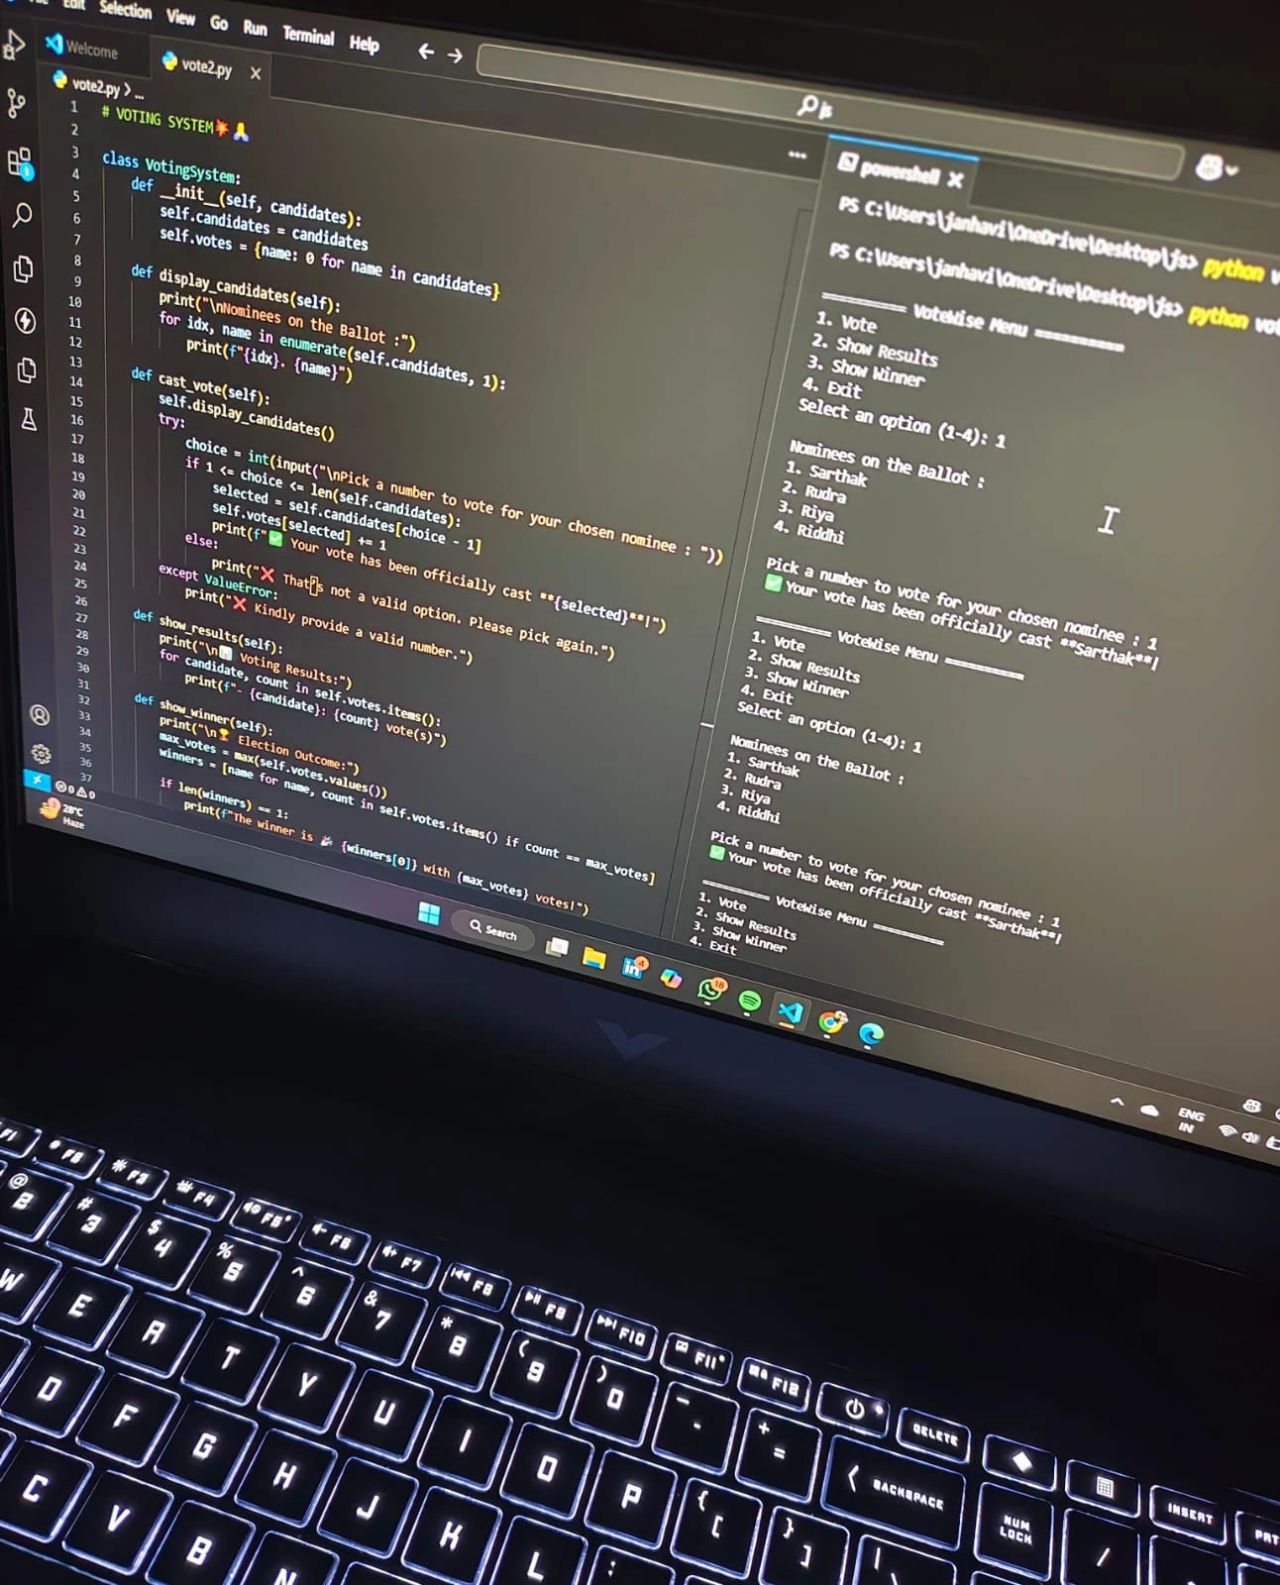 Edit Selection View Go Run Terminal Help
Welcome
vote2.py
vote2.py > ...
1 # VOTING SYSTEM💥🙏
2
3 class VotingSystem:
4 def __init__(self, candidates):
5 self.candidates = candidates
6 self.votes = {name: 0 for name in candidates}
7
8 def display_candidates(self):
9 print("\nNominees on the Ballot :")
10 for idx, name in enumerate(self.candidates, 1):
11 print(f"{idx}. {name}")
12
13 def cast_vote(self):
14 self.display_candidates()
15 try:
16 choice = int(input("\nPick a number to vote for your chosen nominee : "))
17 if 1 <= choice <= len(self.candidates):
18 selected = self.candidates[choice - 1]
19 self.votes[selected] += 1
20 print(f"✅ Your vote has been officially cast **{selected}**!")
21 else:
22 print("❌ That's not a valid option. Please pick again.")
23 except ValueError:
24 print("❌ Kindly provide a valid number.")
25
26 def show_results(self):
27 print("\n📊 Voting Results:")
28 for candidate, count in self.votes.items():
29 print(f"- {candidate}: {count} vote(s)")
30
31 def show_winner(self):
32 print("\n🏆 Election Outcome:")
33 max_votes = max(self.votes.values())
34 winners = [name for name, count in self.votes.items() if count == max_votes]
35
36 if len(winners) == 1:
37 print(f"The winner is 🎉 {winners[0]} with {max_votes} votes!")
js
powershell
PS C:\Users\janhavi\OneDrive\Desktop\js> python
PS C:\Users\janhavi\OneDrive\Desktop\js> python
========= VoteWise Menu =========
1. Vote
2. Show Results
3. Show Winner
4. Exit
Select an option (1-4): 1
Nominees on the Ballot :
1. Sarthak
2. Rudra
3. Riya
4. Riddhi
Pick a number to vote for your chosen nominee : 1
✅ Your vote has been officially cast **Sarthak**!
========= VoteWise Menu =========
1. Vote
2. Show Results
3. Show Winner
4. Exit
Select an option (1-4): 1
Nominees on the Ballot :
1. Sarthak
2. Rudra
3. Riya
4. Riddhi
Pick a number to vote for your chosen nominee : 1
✅ Your vote has been officially cast **Sarthak**!
========= VoteWise Menu =========
1. Vote
2. Show Results
3. Show Winner
4. Exit
0 0
28°C
Haze
Search
in 4
18
ENG
IN
F1 F2 F3 F4 F5 F6 F7 F8 F9 F10 F11 F12 DELETE
@ 2 # 3 $ 4 % 5 ^ 6 & 7 * 8 ( 9 ) 0 - + = BACKSPACE NUM LOCK / INSERT PRT
W E R T Y U I O P { [ } ] | \
D F G H J K L :
C V B N